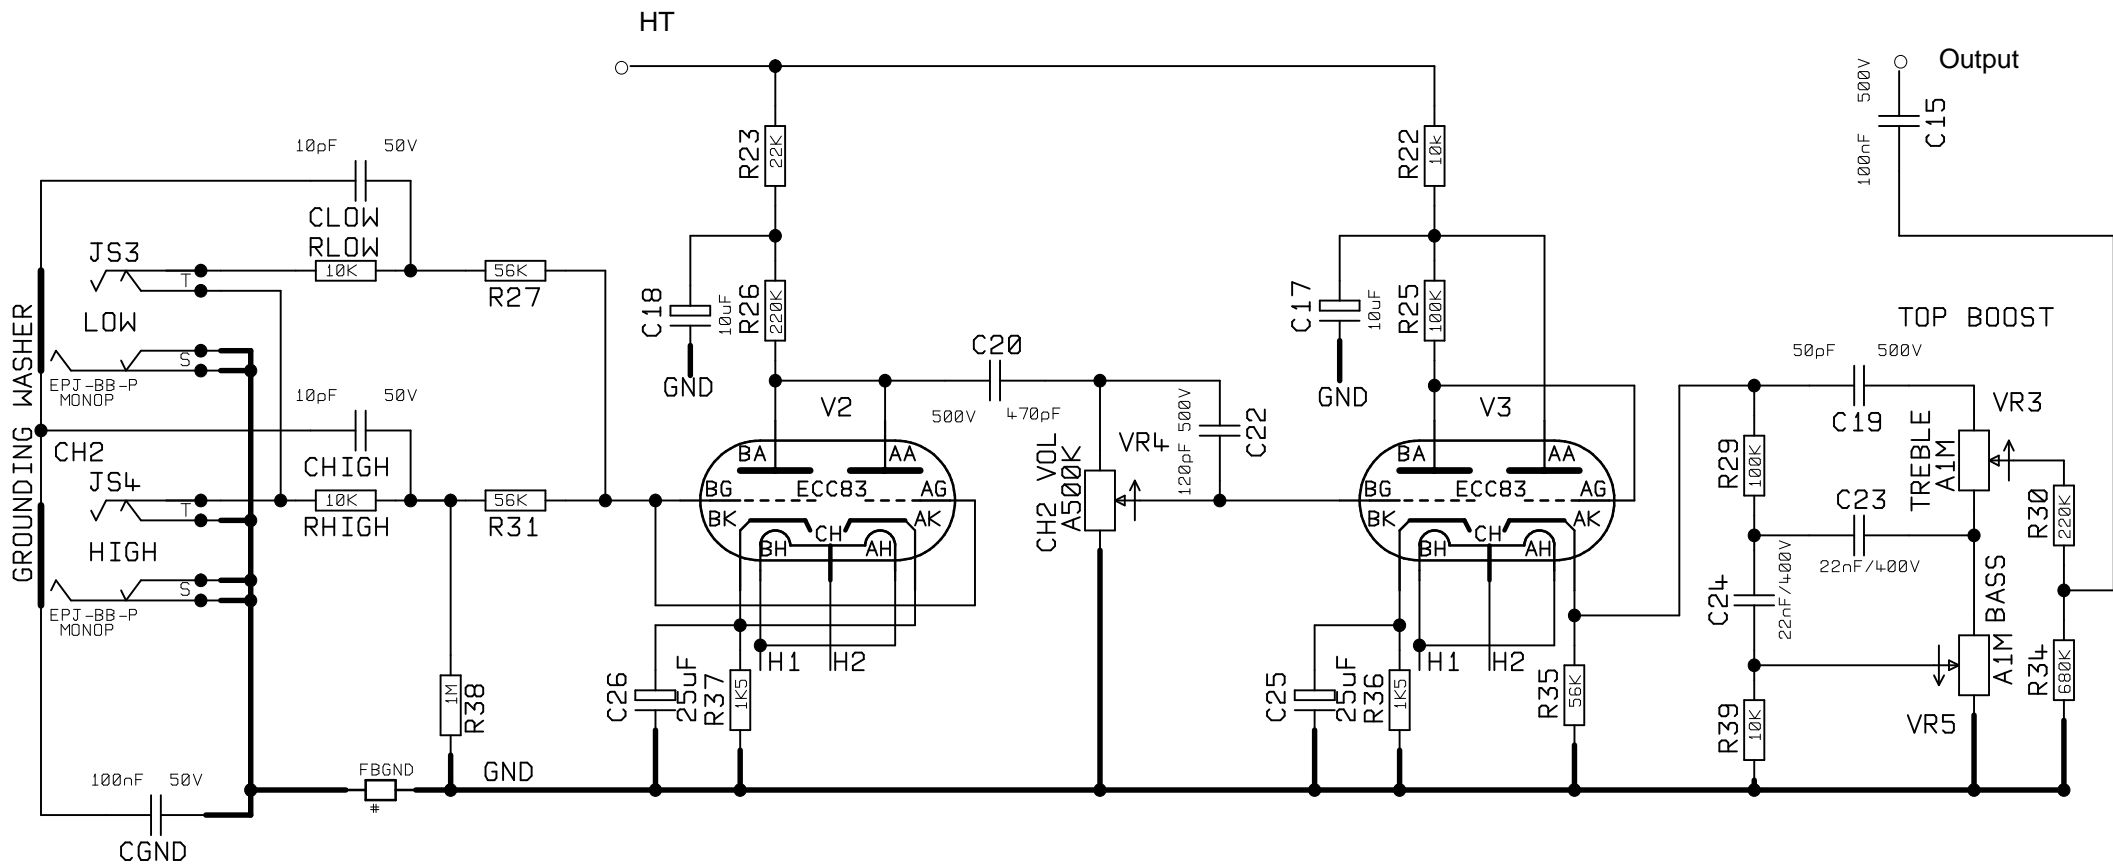 HT
Output
500V
100nF
C15
10pF 50V
CLOW
RLOW
10K
JS3
T
LOW
S
EPJ-BB-P
MONOP
56K
R27
GROUNDING WASHER
10pF 50V
CHIGH
CH2
JS4
T
HIGH
S
EPJ-BB-P
MONOP
10K
RHIGH
56K
R31
1M
R38
100nF 50V
CGND
FBGND
#
GND
R23
22K
C18
10uF
GND
R26
220K
V2
BA
AA
BG
ECC83
AG
BK
CH
AK
BH
AH
H1
H2
C26
25uF
R37
1K5
C20
500V
470pF
CH2 VOL
A500K
VR4
120pF 500V
C22
R22
10k
C17
10uF
GND
R25
100K
V3
BA
AA
BG
ECC83
AG
BK
CH
AK
BH
AH
H1
H2
C25
25uF
R36
1K5
R35
56K
TOP BOOST
50pF 500V
C19
VR3
TREBLE
A1M
R29
100K
C23
22nF/400V
C24
22nF/400V
R30
220K
BASS
A1M
VR5
R39
10K
R34
680K